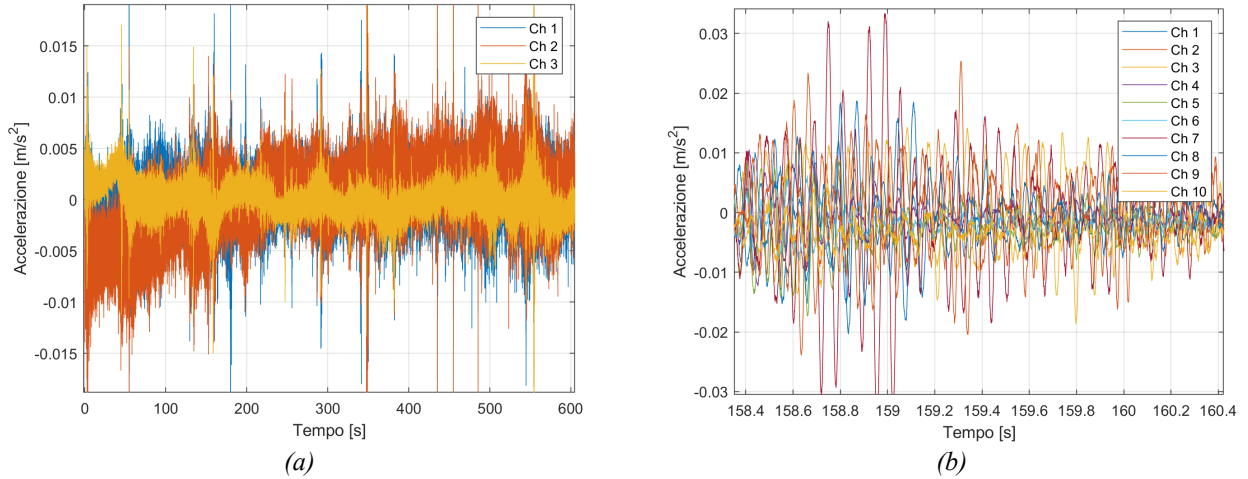 0.015
0.01
0.005
0
-0.005
-0.01
-0.015
Accelerazione [m/s²]
0
100
200
300
400
500
600
Tempo [s]
Ch 1
Ch 2
Ch 3
(a)
0.03
0.02
0.01
0
-0.01
-0.02
-0.03
Accelerazione [m/s²]
158.4
158.6
158.8
159
159.2
159.4
159.6
159.8
160
160.2
160.4
Tempo [s]
Ch 1
Ch 2
Ch 3
Ch 4
Ch 5
Ch 6
Ch 7
Ch 8
Ch 9
Ch 10
(b)